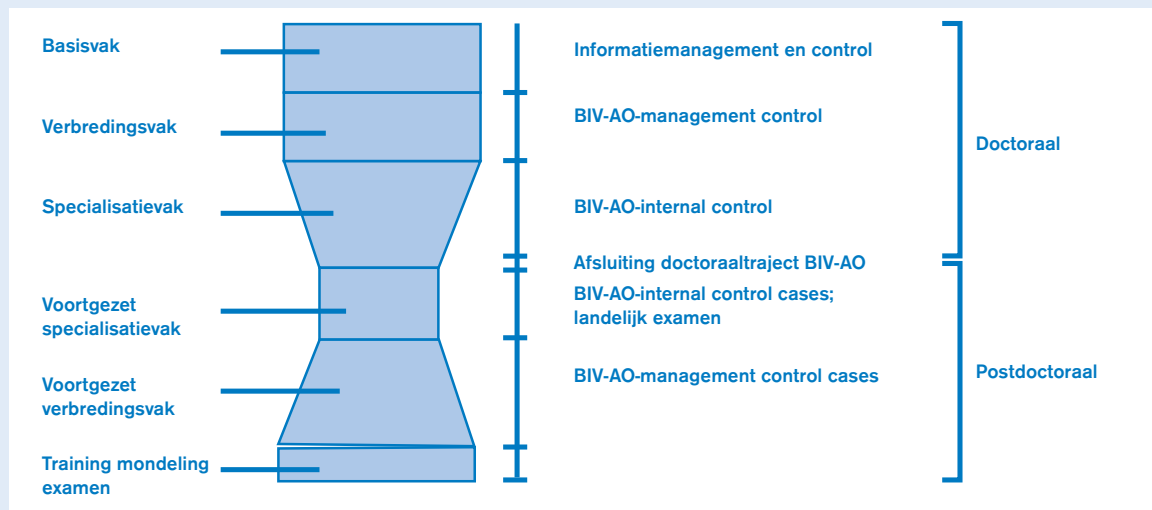 Basisvak
Informatiemanagement en control
Verbredingsvak
BIV-AO-management control
Doctoraal
Specialisatievak
BIV-AO-internal control
Afsluiting doctoraaltraject BIV-AO
Voortgezet
specialisatievak
BIV-AO-internal control cases;
landelijk examen
Voortgezet
verbredingsvak
BIV-AO-management control cases
Postdoctoraal
Training mondeling
examen